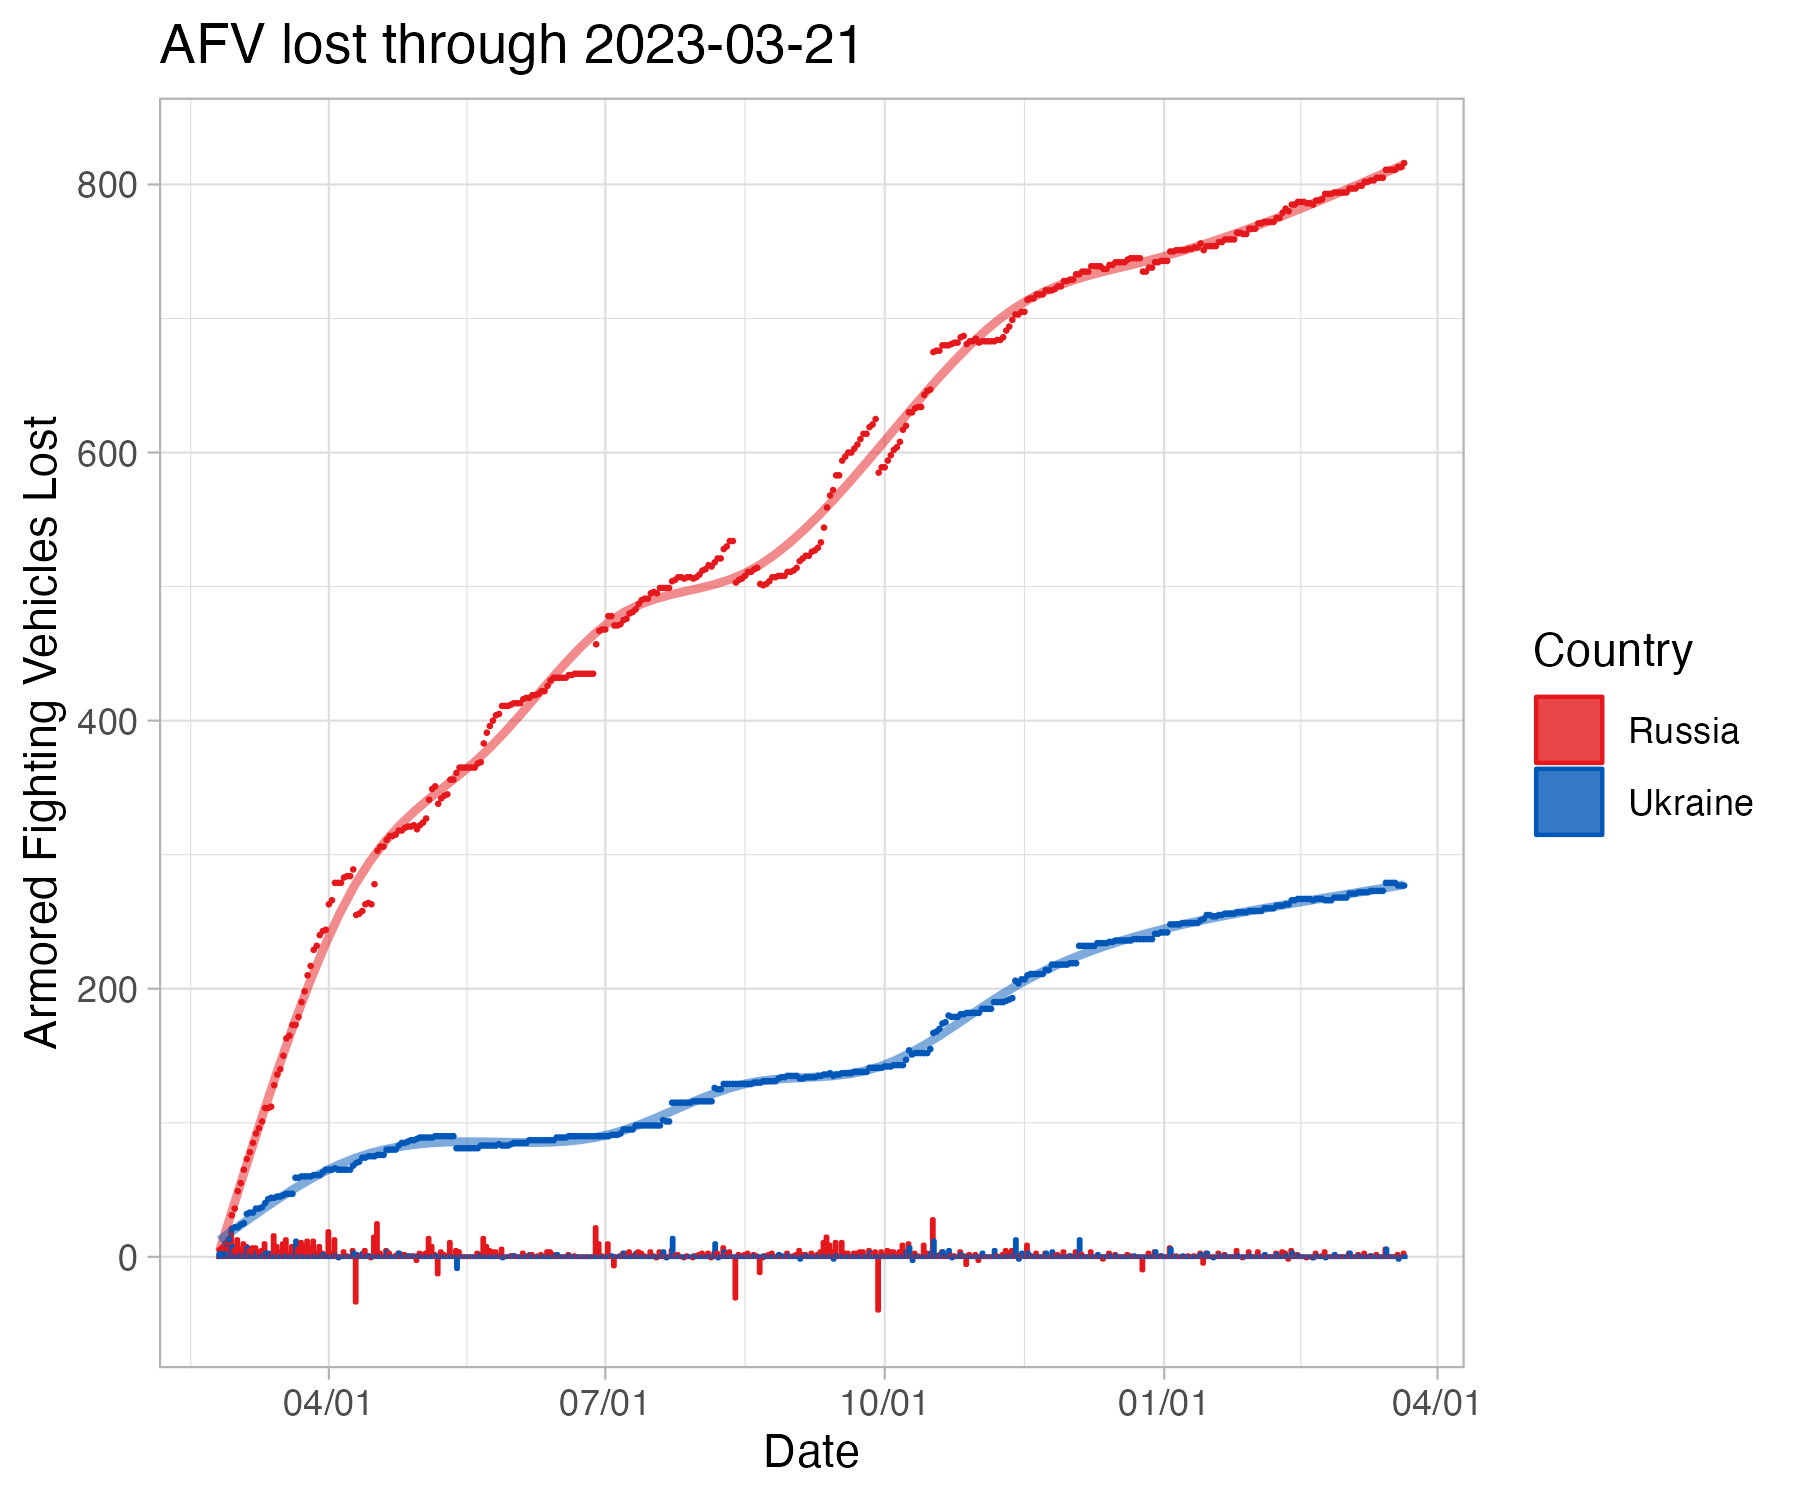 AFV lost through 2023-03-21
Armored Fighting Vehicles Lost
800
600
400
200
0
04/01
07/01
10/01
01/01
04/01
Date
Country
Russia
Ukraine